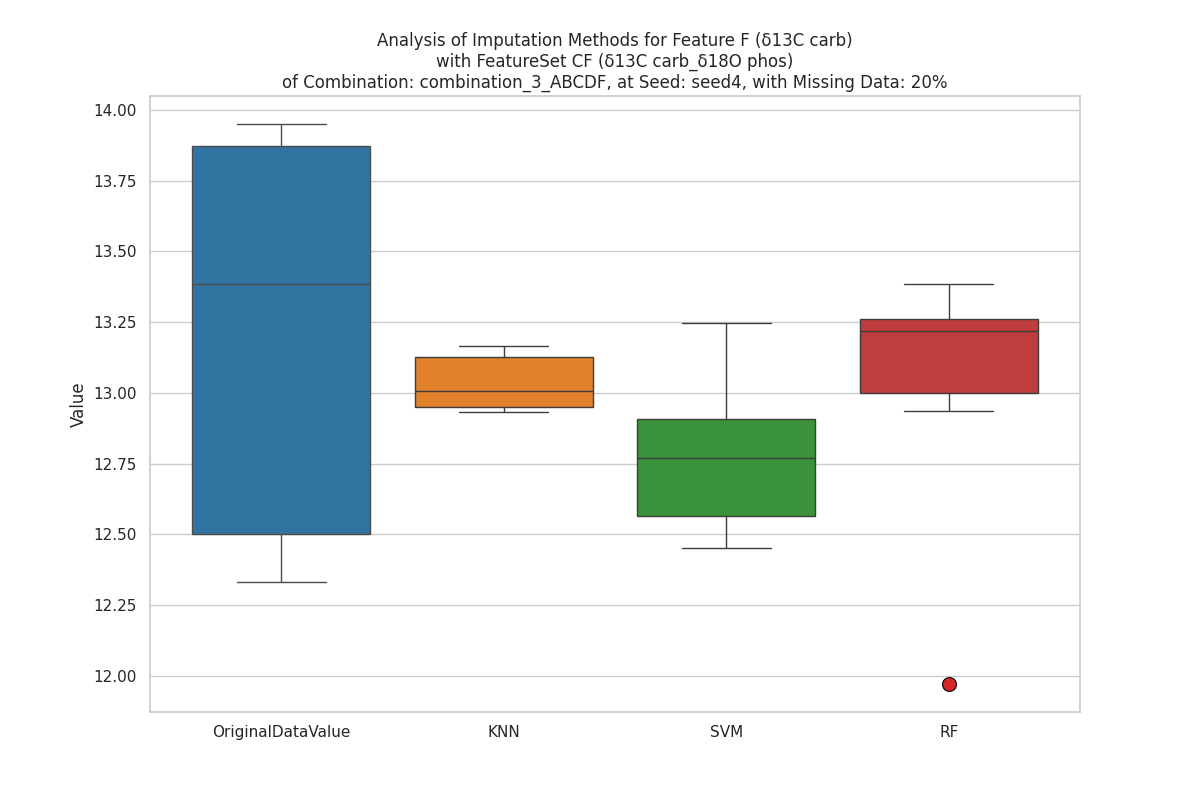 Analysis of Imputation Methods for Feature F (δ13C carb)
with FeatureSet CF (δ13C carb_δ18O phos)
of Combination: combination_3_ABCDF, at Seed: seed4, with Missing Data: 20%
Value
14.00
13.75
13.50
13.25
13.00
12.75
12.50
12.25
12.00
OriginalDataValue
KNN
SVM
RF